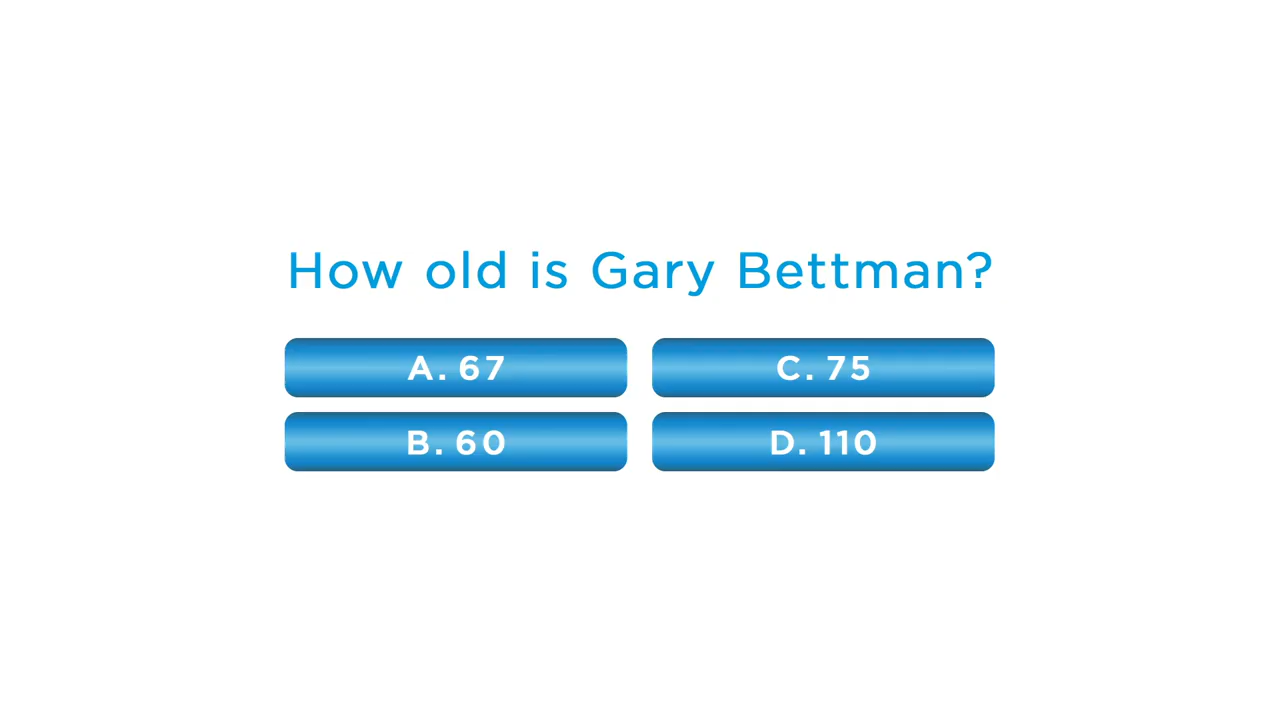 How old is Gary Bettman?
A. 67
B. 60
C. 75
D. 110